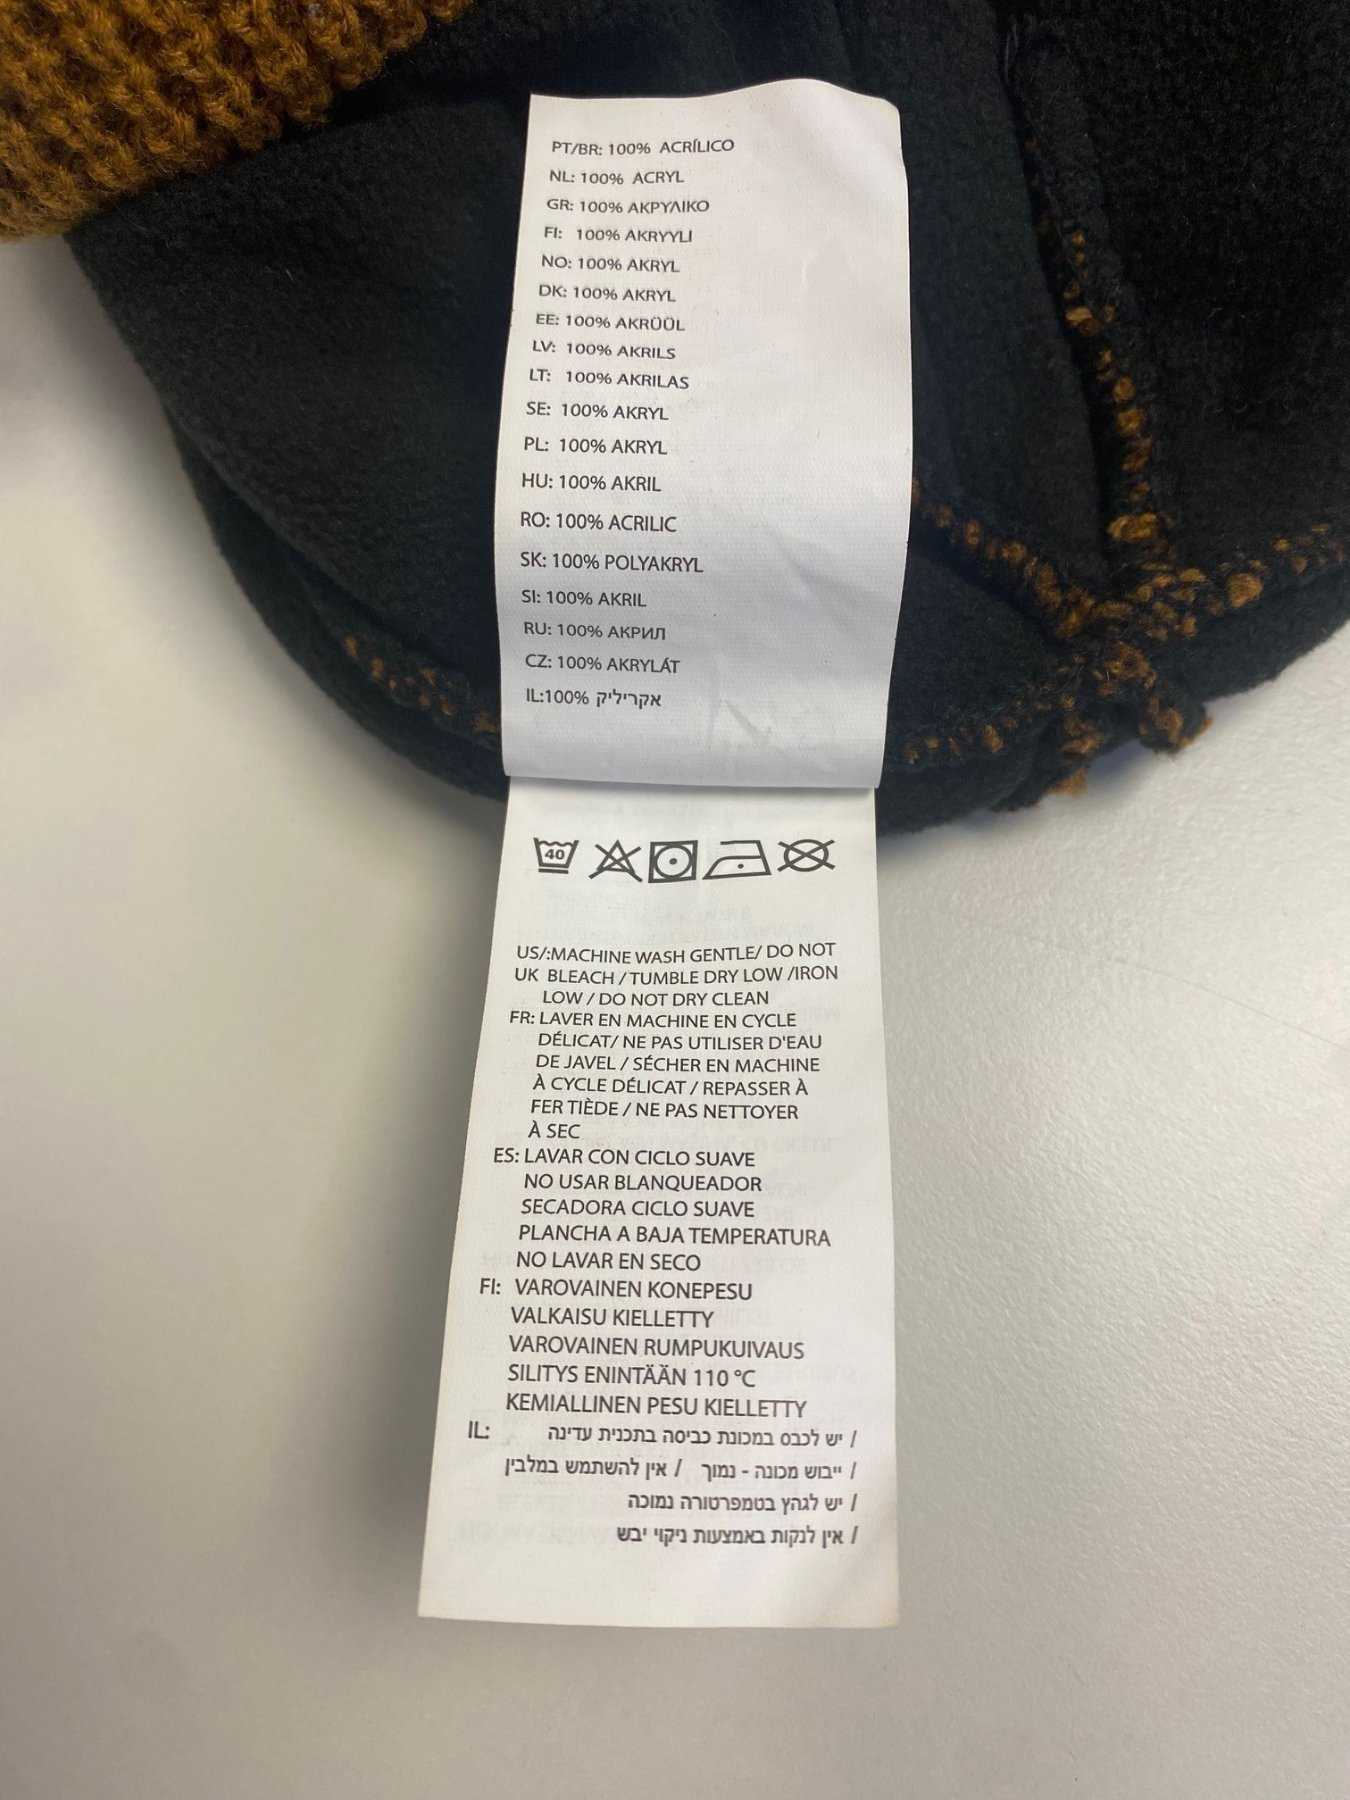 PT/BR: 100% ACRÍLICO
NL: 100% ACRYL
GR: 100% ΑΚΡΥΛΙΚΟ
FI: 100% AKRYYLI
NO: 100% AKRYL
DK: 100% AKRYL
EE: 100% AKRÜÜL
LV: 100% AKRILS
LT: 100% AKRILAS
SE: 100% AKRYL
PL: 100% AKRYL
HU: 100% AKRIL
RO: 100% ACRILIC
SK: 100% POLYAKRYL
SI: 100% AKRIL
RU: 100% АКРИЛ
CZ: 100% AKRYLÁT
IL:100% אקריליק
40
US/:MACHINE WASH GENTLE/ DO NOT
UK BLEACH / TUMBLE DRY LOW /IRON
LOW / DO NOT DRY CLEAN
FR: LAVER EN MACHINE EN CYCLE
DÉLICAT/ NE PAS UTILISER D'EAU
DE JAVEL / SÉCHER EN MACHINE
À CYCLE DÉLICAT / REPASSER À
FER TIÈDE / NE PAS NETTOYER
À SEC
ES: LAVAR CON CICLO SUAVE
NO USAR BLANQUEADOR
SECADORA CICLO SUAVE
PLANCHA A BAJA TEMPERATURA
NO LAVAR EN SECO
FI: VAROVAINEN KONEPESU
VALKAISU KIELLETTY
VAROVAINEN RUMPUKUIVAUS
SILITYS ENINTÄÄN 110 °C
KEMIALLINEN PESU KIELLETTY
IL: / יש לכבס במכונת כביסה בתכנית עדינה
/ ייבוש מכונה - נמוך / אין להשתמש במלבין
/ יש לגהץ בטמפרטורה נמוכה
/ אין לנקות באמצעות ניקוי יבש